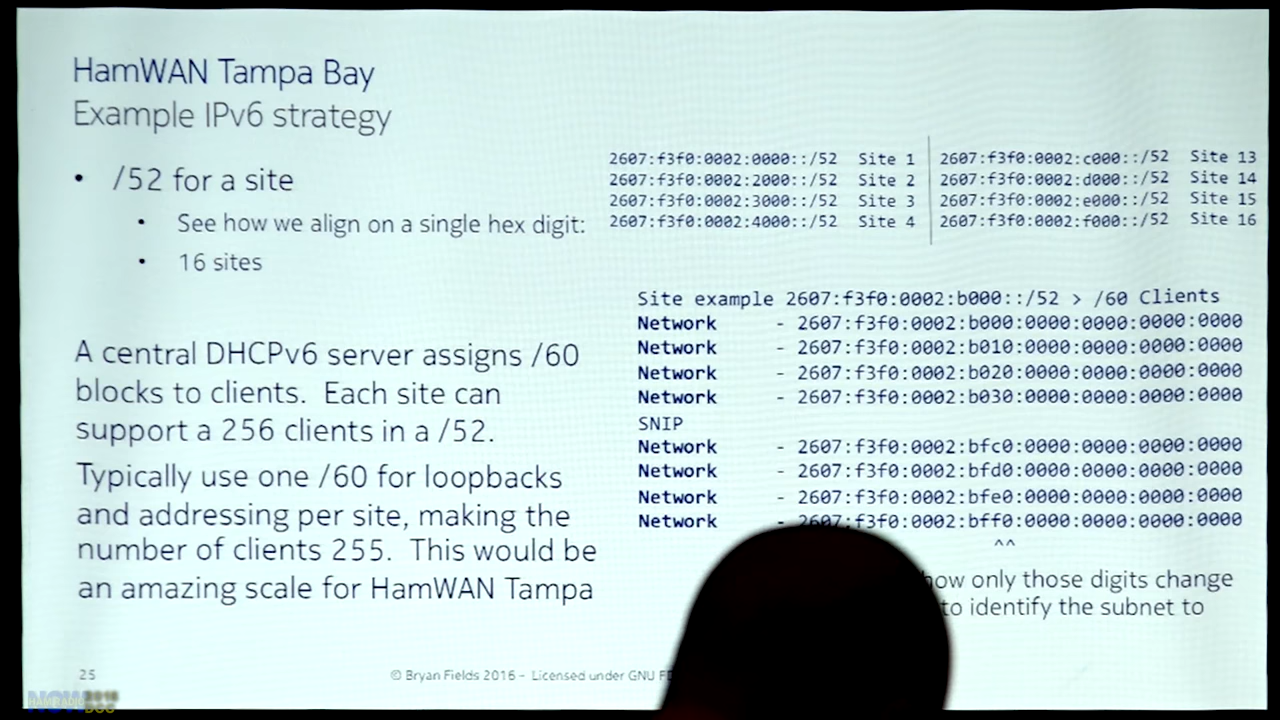 HamWAN Tampa Bay
Example IPv6 strategy
• /52 for a site
• See how we align on a single hex digit:
• 16 sites
A central DHCPv6 server assigns /60
blocks to clients. Each site can
support a 256 clients in a /52.
Typically use one /60 for loopbacks
and addressing per site, making the
number of clients 255. This would be
an amazing scale for HamWAN Tampa
2607:f3f0:0002:0000::/52 Site 1
2607:f3f0:0002:2000::/52 Site 2
2607:f3f0:0002:3000::/52 Site 3
2607:f3f0:0002:4000::/52 Site 4
2607:f3f0:0002:c000::/52 Site 13
2607:f3f0:0002:d000::/52 Site 14
2607:f3f0:0002:e000::/52 Site 15
2607:f3f0:0002:f000::/52 Site 16
Site example 2607:f3f0:0002:b000::/52 > /60 Clients
Network - 2607:f3f0:0002:b000:0000:0000:0000:0000
Network - 2607:f3f0:0002:b010:0000:0000:0000:0000
Network - 2607:f3f0:0002:b020:0000:0000:0000:0000
Network - 2607:f3f0:0002:b030:0000:0000:0000:0000
SNIP
Network - 2607:f3f0:0002:bfc0:0000:0000:0000:0000
Network - 2607:f3f0:0002:bfd0:0000:0000:0000:0000
Network - 2607:f3f0:0002:bfe0:0000:0000:0000:0000
Network - 2607:f3f0:0002:bff0:0000:0000:0000:0000
^^
how only those digits change
to identify the subnet to
25
© Bryan Fields 2016 - Licensed under GNU